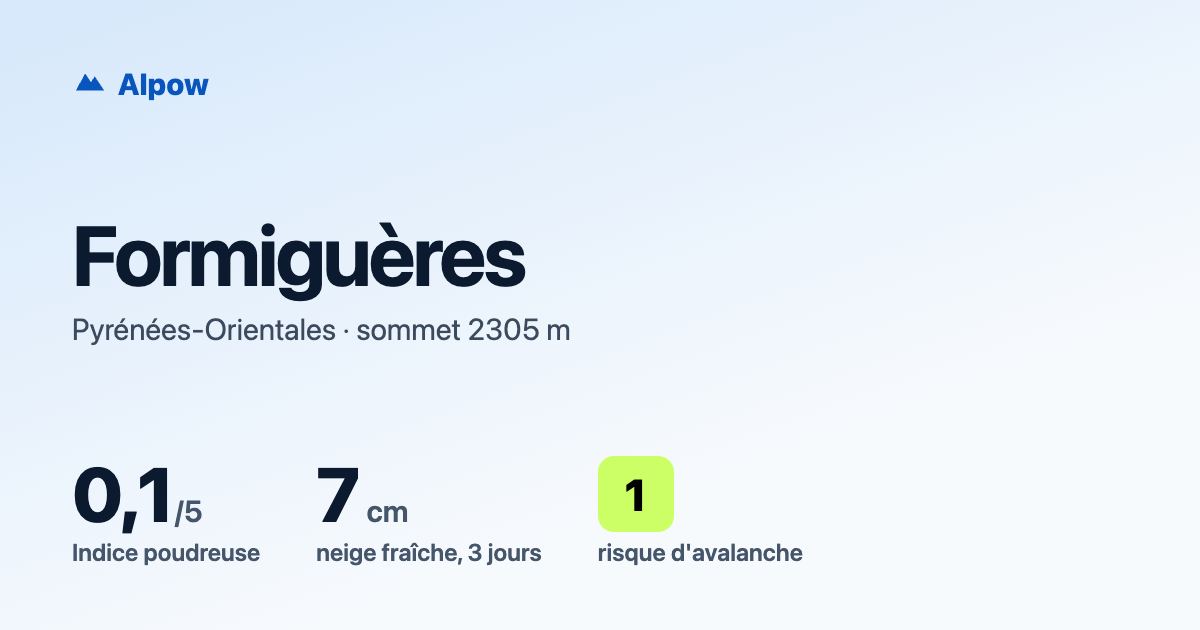 Alpow
Formiguères
Pyrénées-Orientales · sommet 2305 m
0,1/5
Indice poudreuse
7 cm
neige fraîche, 3 jours
1
risque d'avalanche